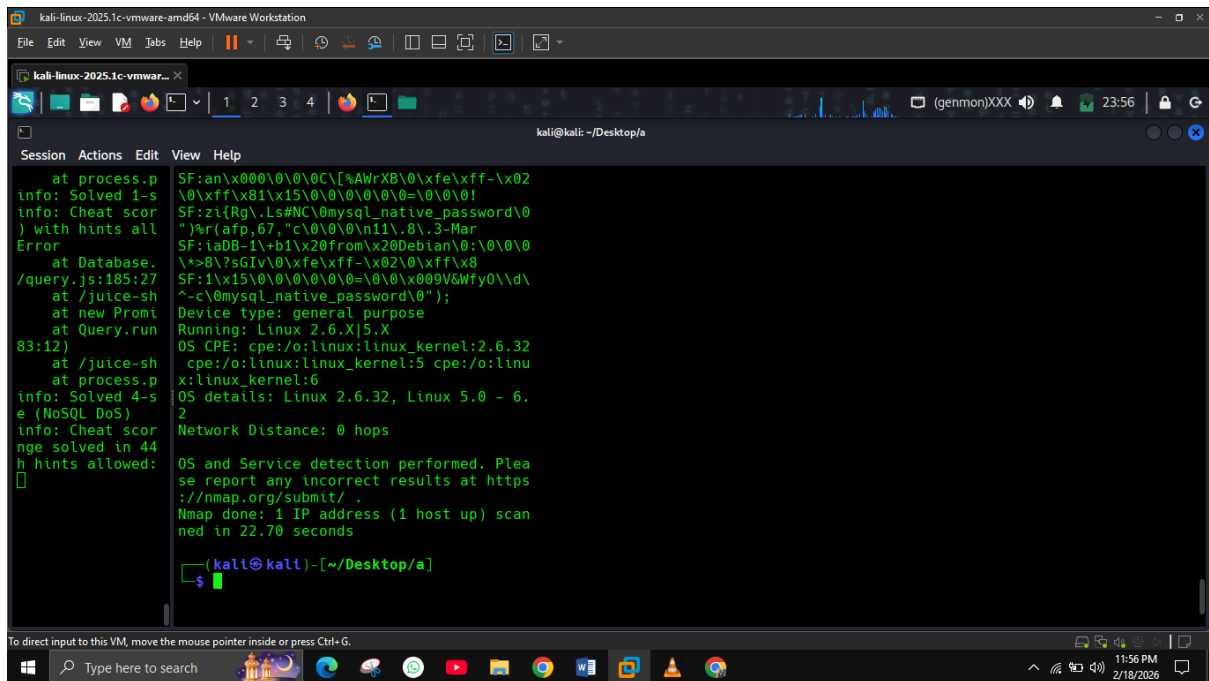 kali-linux-2025.1c-vmware-amd64 - VMware Workstation
File Edit View VM Tabs Help
kali-linux-2025.1c-vmwar...
1 2 3 4
(genmon)XXX
23:56
kali@kali: ~/Desktop/a
Session Actions Edit View Help
at process.p
info: Solved 1-s
info: Cheat scor
) with hints all
Error
at Database.
/query.js:185:27
at /juice-sh
at new Promi
at Query.run
83:12)
at /juice-sh
at process.p
info: Solved 4-s
e (NoSQL DoS)
info: Cheat scor
nge solved in 44
h hints allowed:
SF:an\x000\0\0\0C\[%AWrXB\0\xfe\xff-\x02
\0\xff\x81\x15\0\0\0\0\0\0=\0\0\0!
SF:zi{Rg\.Ls#NC\0mysql_native_password\0
")%r(afp,67,"c\0\0\0\n11\.8\.3-Mar
SF:iaDB-1\+b1\x20from\x20Debian\0:\0\0\0
\*>8\?sGIv\0\xfe\xff-\x02\0\xff\x8
SF:1\x15\0\0\0\0\0\0=\0\0\x009V&WfyO\\d\
^-c\0mysql_native_password\0");
Device type: general purpose
Running: Linux 2.6.X|5.X
OS CPE: cpe:/o:linux:linux_kernel:2.6.32
cpe:/o:linux:linux_kernel:5 cpe:/o:linu
x:linux_kernel:6
OS details: Linux 2.6.32, Linux 5.0 - 6.
2
Network Distance: 0 hops
OS and Service detection performed. Plea
se report any incorrect results at https
://nmap.org/submit/ .
Nmap done: 1 IP address (1 host up) scan
ned in 22.70 seconds
(kali㉿kali)-[~/Desktop/a]
$
To direct input to this VM, move the mouse pointer inside or press Ctrl+G.
Type here to search
11:56 PM
2/18/2026